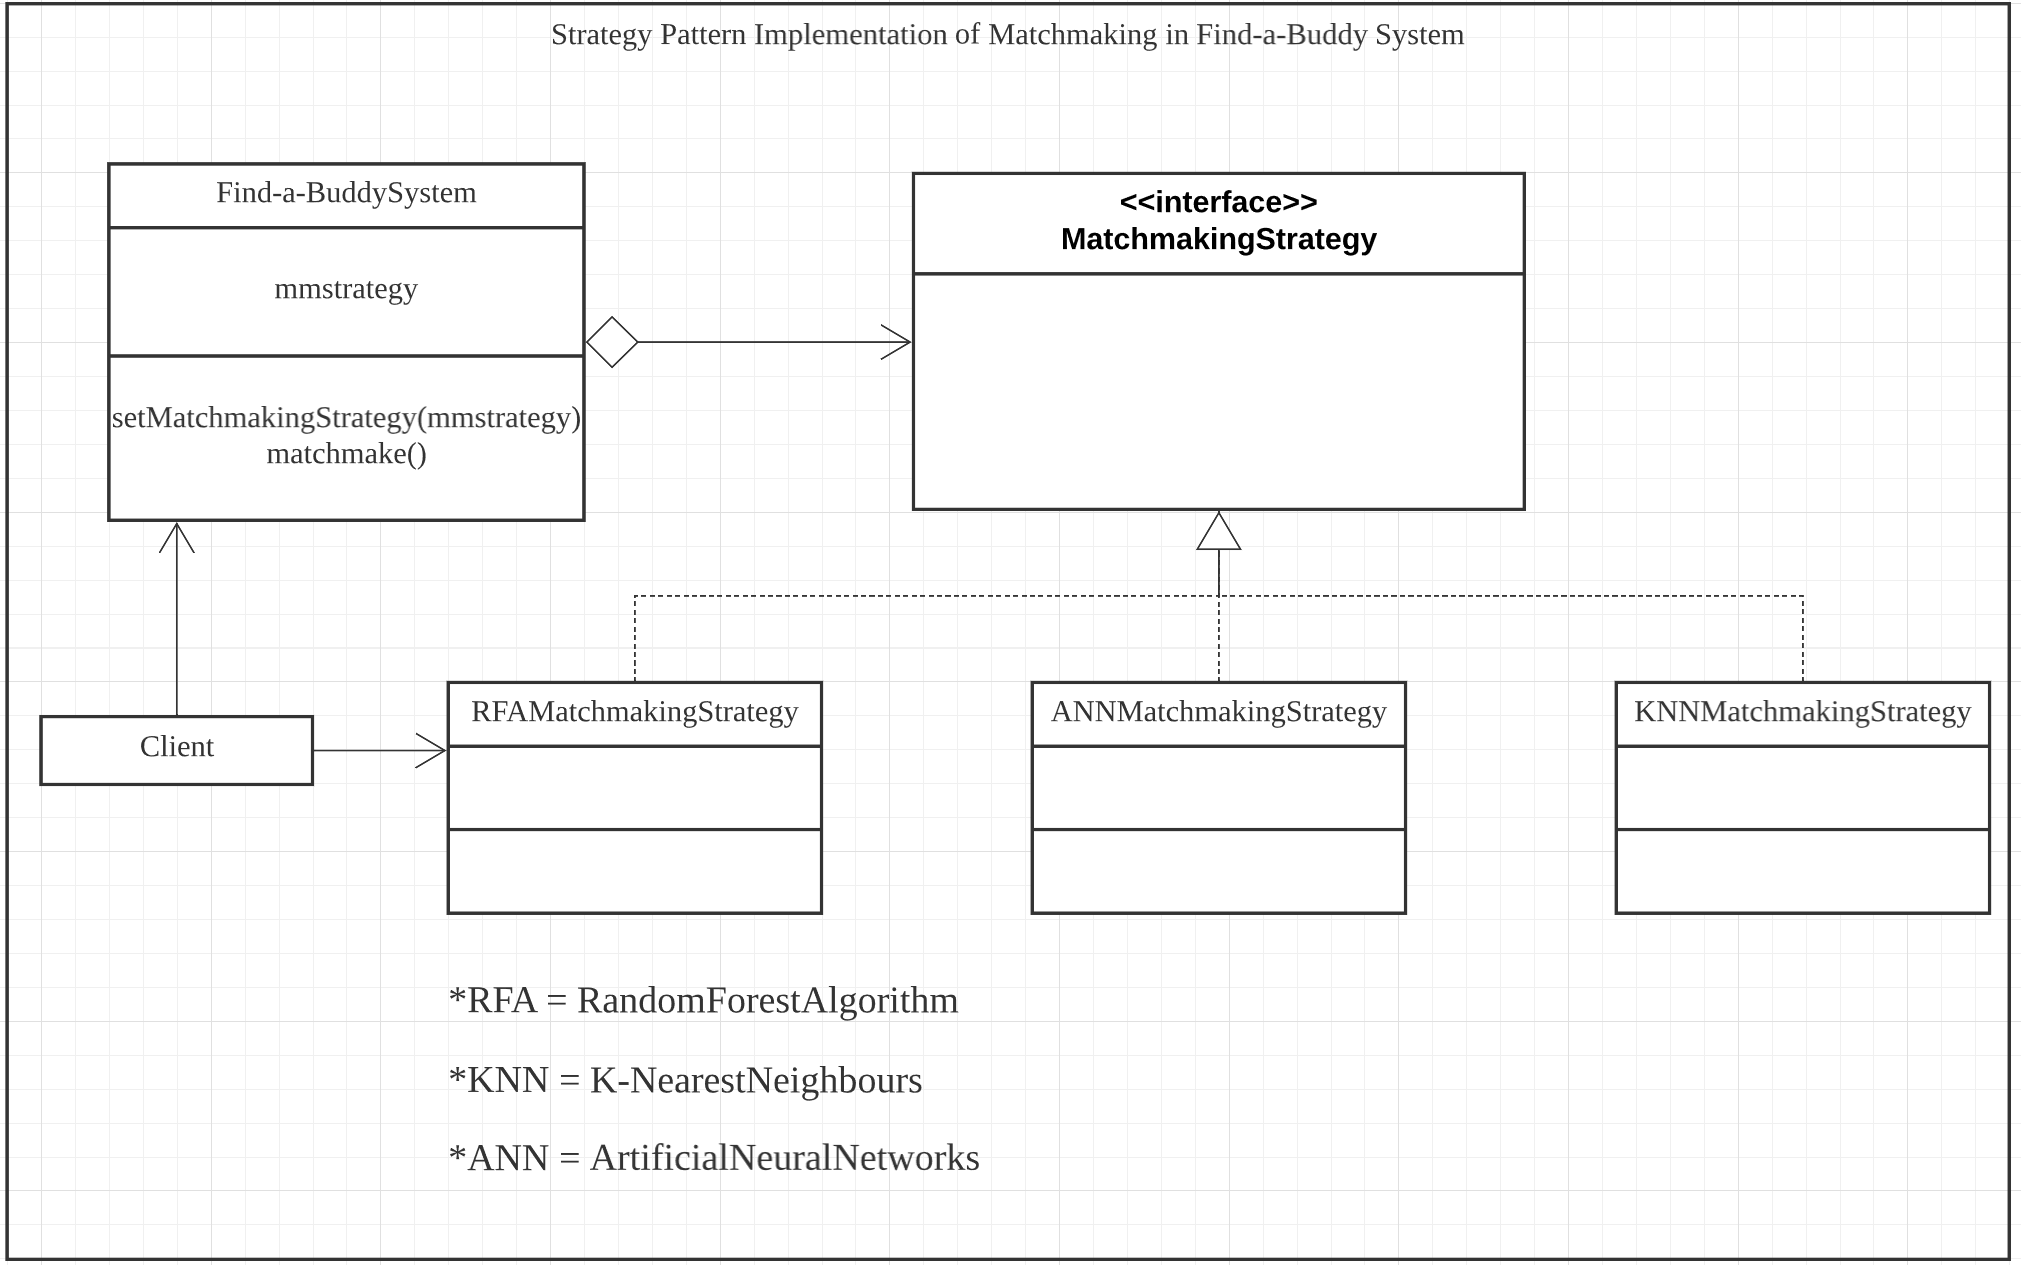 Strategy Pattern Implementation of Matchmaking in Find-a-Buddy System
Find-a-BuddySystem
mmstrategy
setMatchmakingStrategy(mmstrategy)
matchmake()
<<interface>>
MatchmakingStrategy
Client
RFAMatchmakingStrategy
ANNMatchmakingStrategy
KNNMatchmakingStrategy
*RFA = RandomForestAlgorithm
*KNN = K-NearestNeighbours
*ANN = ArtificialNeuralNetworks